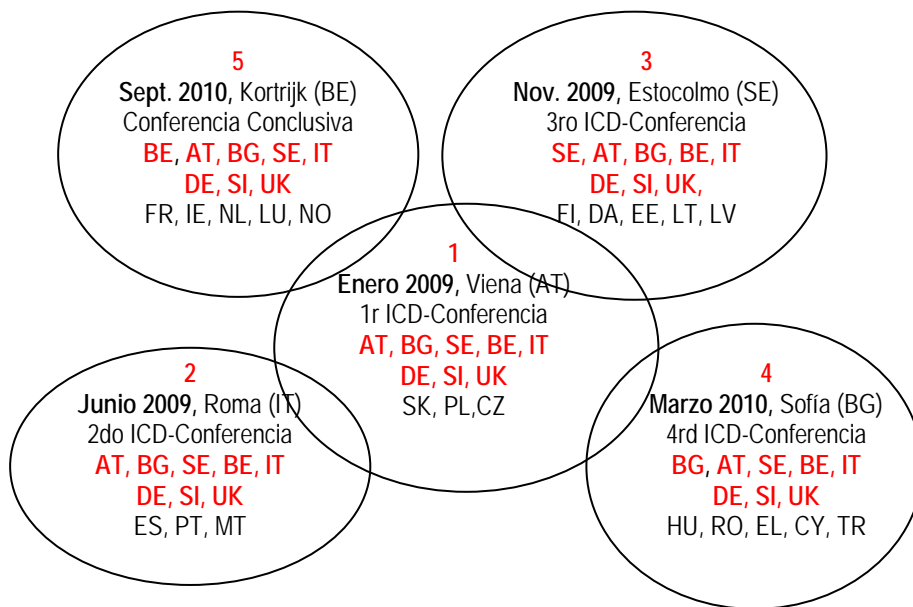 5
Sept. 2010, Kortrijk (BE)
Conferencia Conclusiva
BE, AT, BG, SE, IT
DE, SI, UK
FR, IE, NL, LU, NO
3
Nov. 2009, Estocolmo (SE)
3ro ICD-Conferencia
SE, AT, BG, BE, IT
DE, SI, UK,
FI, DA, EE, LT, LV
1
Enero 2009, Viena (AT)
1r ICD-Conferencia
AT, BG, SE, BE, IT
DE, SI, UK
SK, PL,CZ
2
Junio 2009, Roma (IT)
2do ICD-Conferencia
AT, BG, SE, BE, IT
DE, SI, UK
ES, PT, MT
4
Marzo 2010, Sofía (BG)
4rd ICD-Conferencia
BG, AT, SE, BE, IT
DE, SI, UK
HU, RO, EL, CY, TR